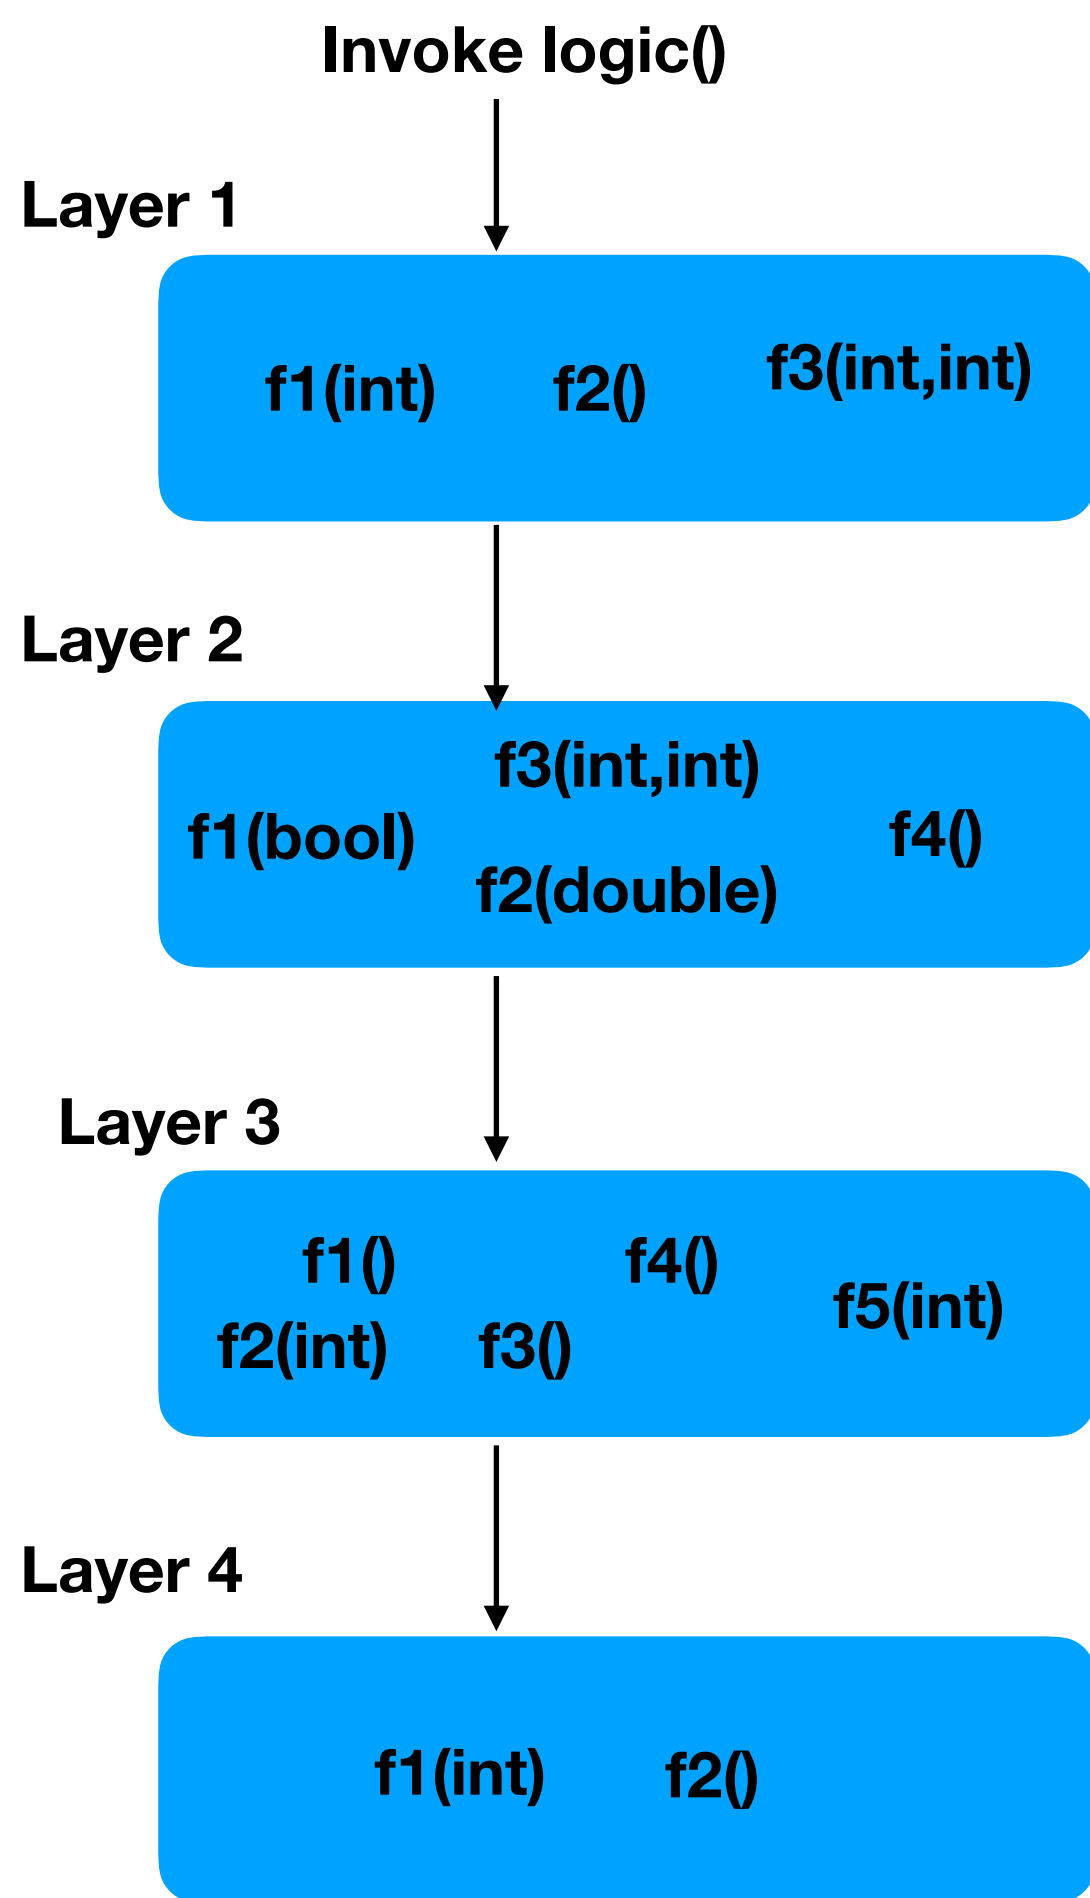 Invoke logic()
Layer 1
f1(int) f2() f3(int,int)
Layer 2
f3(int,int)
f1(bool) f4()
f2(double)
Layer 3
f1() f4()
f5(int)
f2(int) f3()
Layer 4
f1(int) f2()